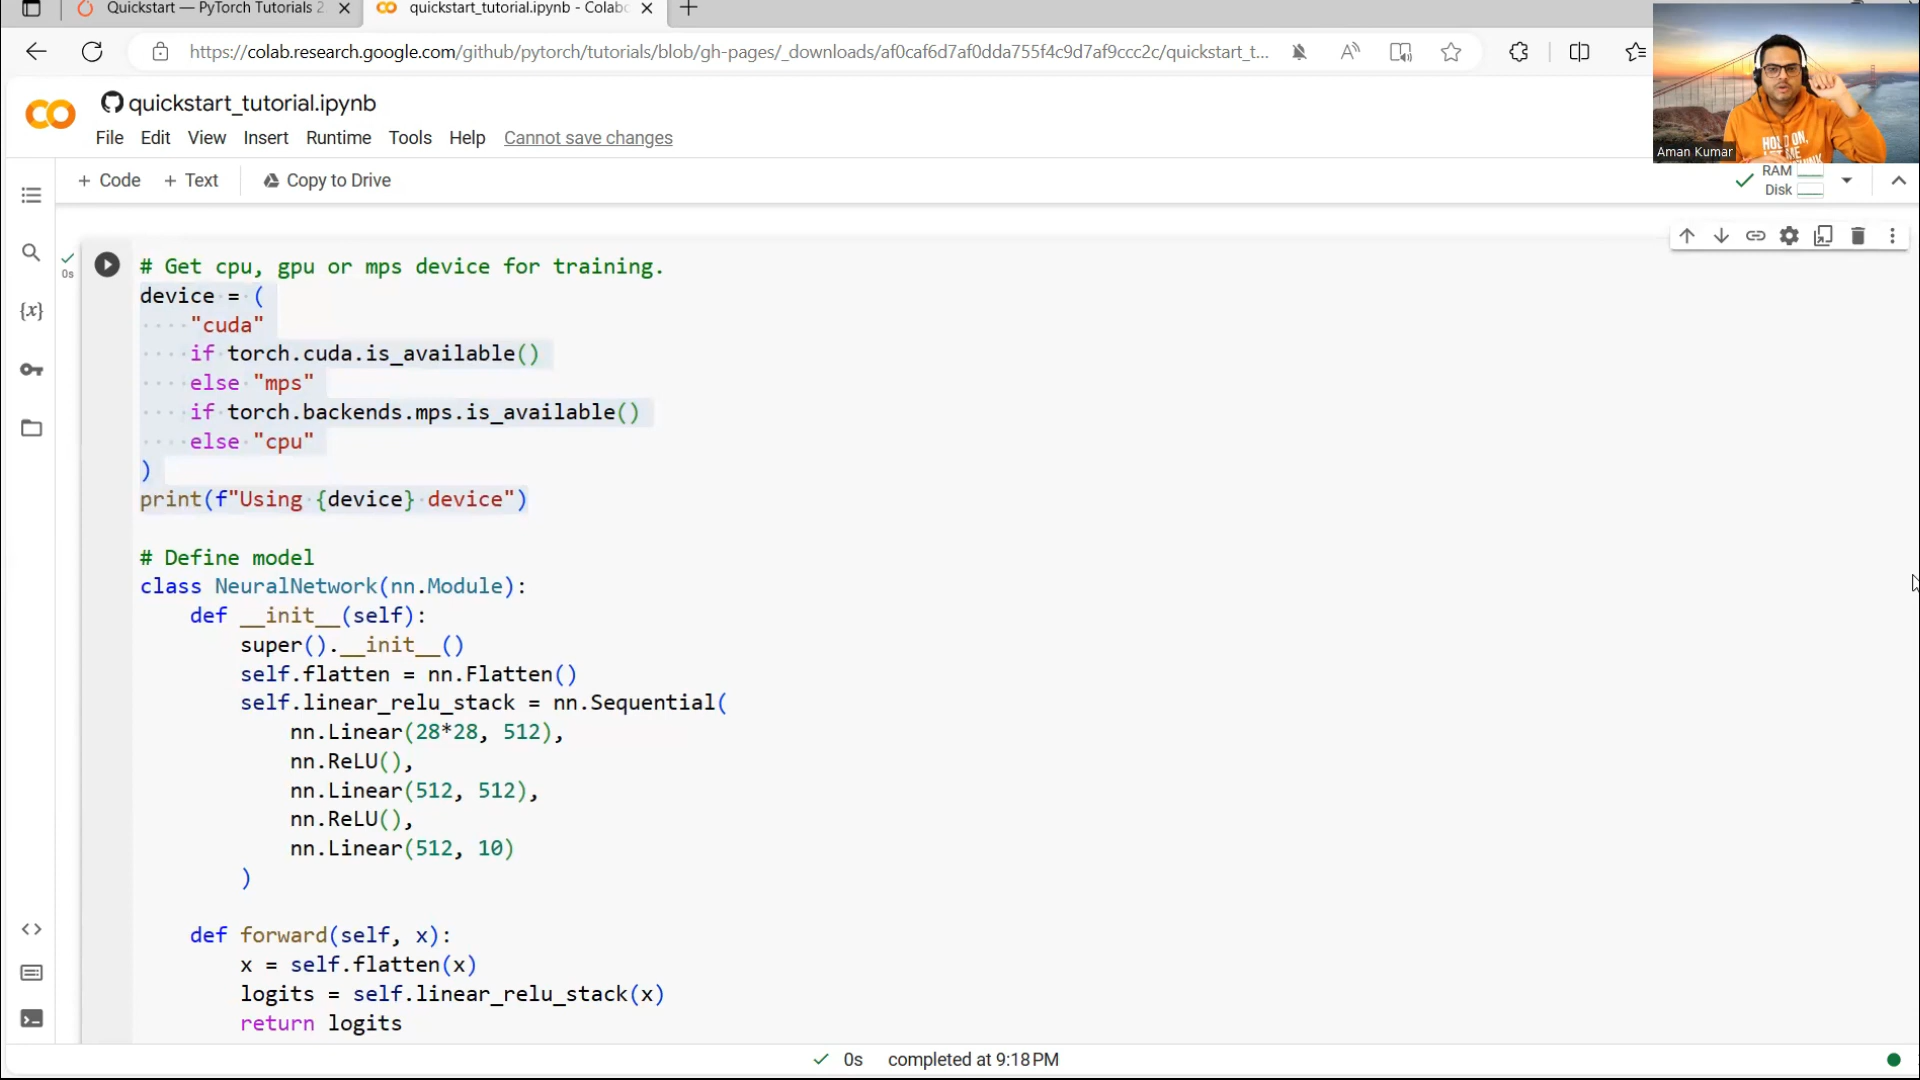 Quickstart — PyTorch Tutorials 2
quickstart_tutorial.ipynb - Colab
https://colab.research.google.com/github/pytorch/tutorials/blob/gh-pages/_downloads/af0caf6d7af0dda755f4c9d7af9ccc2c/quickstart_t...
quickstart_tutorial.ipynb
File Edit View Insert Runtime Tools Help Cannot save changes
HOLD ON,
Aman Kumar
+ Code + Text Copy to Drive
RAM
Disk
0s
# Get cpu, gpu or mps device for training.
device = (
"cuda"
if torch.cuda.is_available()
else "mps"
if torch.backends.mps.is_available()
else "cpu"
)
print(f"Using {device} device")
# Define model
class NeuralNetwork(nn.Module):
def __init__(self):
super().__init__()
self.flatten = nn.Flatten()
self.linear_relu_stack = nn.Sequential(
nn.Linear(28*28, 512),
nn.ReLU(),
nn.Linear(512, 512),
nn.ReLU(),
nn.Linear(512, 10)
)
def forward(self, x):
x = self.flatten(x)
logits = self.linear_relu_stack(x)
return logits
0s completed at 9:18 PM